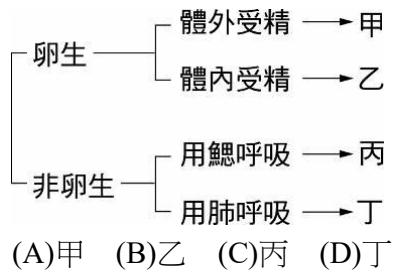 體外受精 甲
卵生
體內受精 乙
用鰓呼吸 丙
非卵生
用肺呼吸 丁
(A)甲 (B)乙 (C)丙 (D)丁